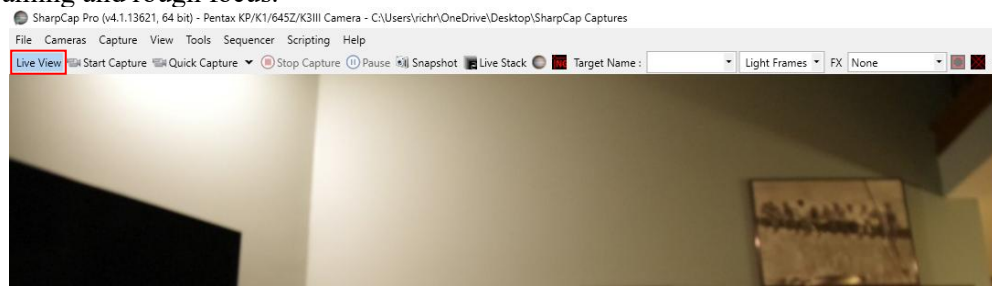 and rough focus.
SharpCap Pro (v4.1.13621, 64 bit) - Pentax KP/K1/645Z/K3III Camera - C:\Users\richr\OneDrive\Desktop\SharpCap Captures
File Cameras Capture View Tools Sequencer Scripting Help
Live View Start Capture Quick Capture Stop Capture Pause Snapshot Live Stack Target Name : Light Frames FX None